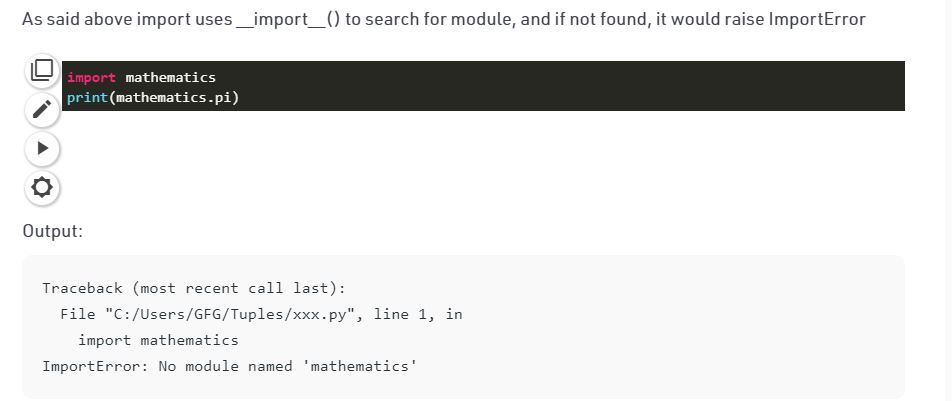 As said above import uses __import__() to search for module, and if not found, it would raise ImportError
import mathematics
print(mathematics.pi)
Output:
Traceback (most recent call last):
  File "C:/Users/GFG/Tuples/xxx.py", line 1, in
    import mathematics
ImportError: No module named 'mathematics'